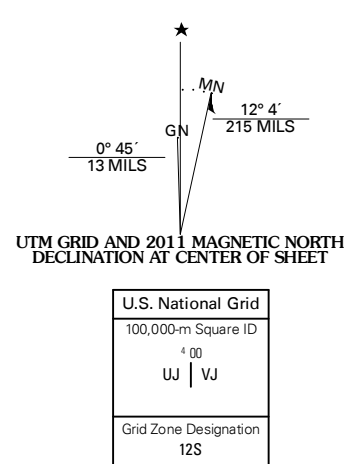 MN
GN
12° 4´
215 MILS
0° 45´
13 MILS
UTM GRID AND 2011 MAGNETIC NORTH
DECLINATION AT CENTER OF SHEET
U.S. National Grid
100,000-m Square ID
4 00
UJ VJ
Grid Zone Designation
12S